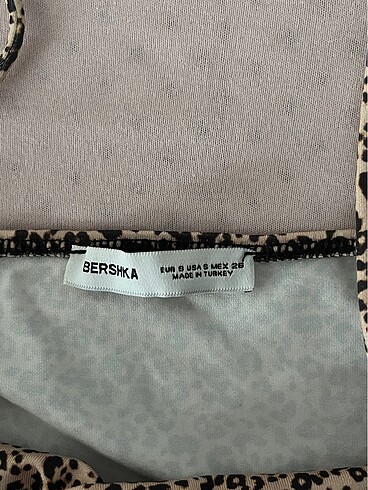 BERSHKA
EUR S USA S MEX 26
MADE IN TURKEY